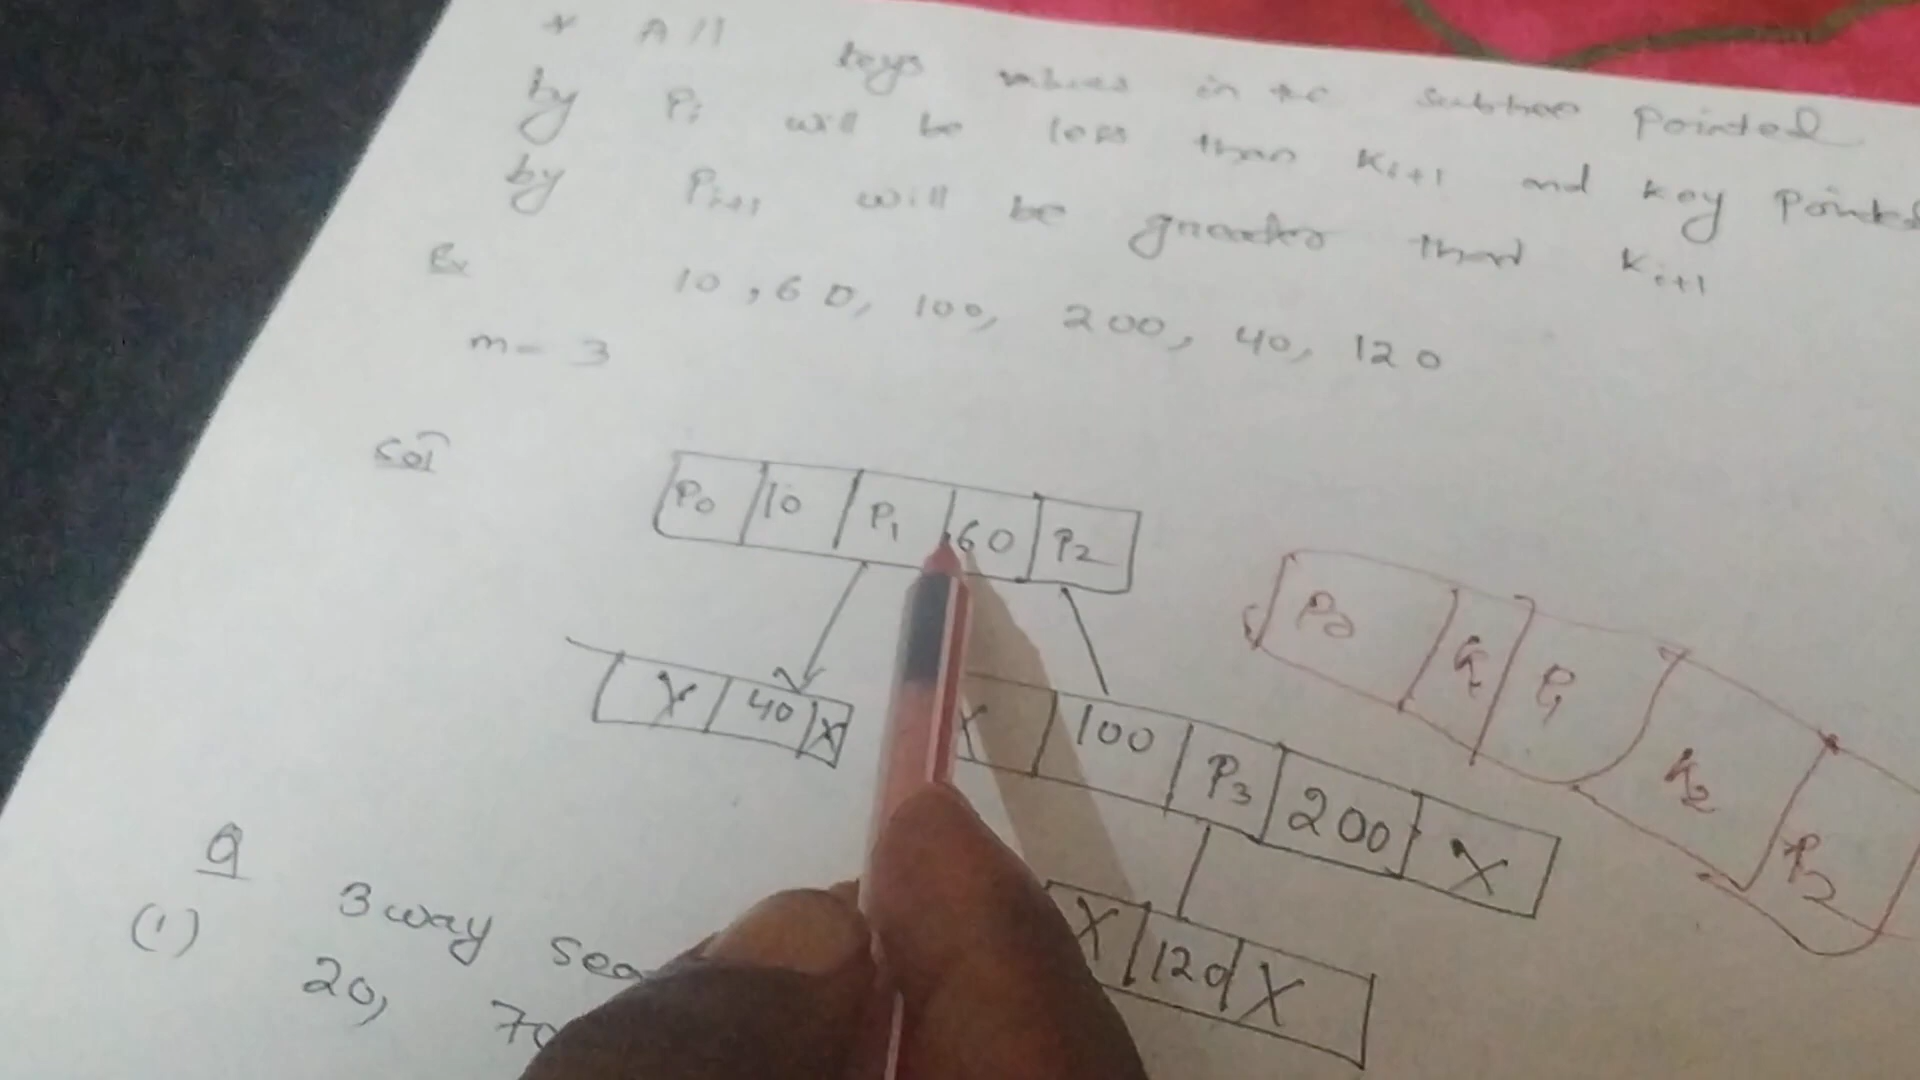 * All keys values in the subtree pointed
by Pi will be less than Ki+1 and key pointed
by Pi+1 will be greater than Ki+1
Ex 10, 60, 100, 200, 40, 120
m = 3
Sol
P0 10 P1 60 P2
X 40 X
X 100 P3 200 X
X 120 X
P0 K1 P1 K2 P2
Q 3 way
(1) 20,